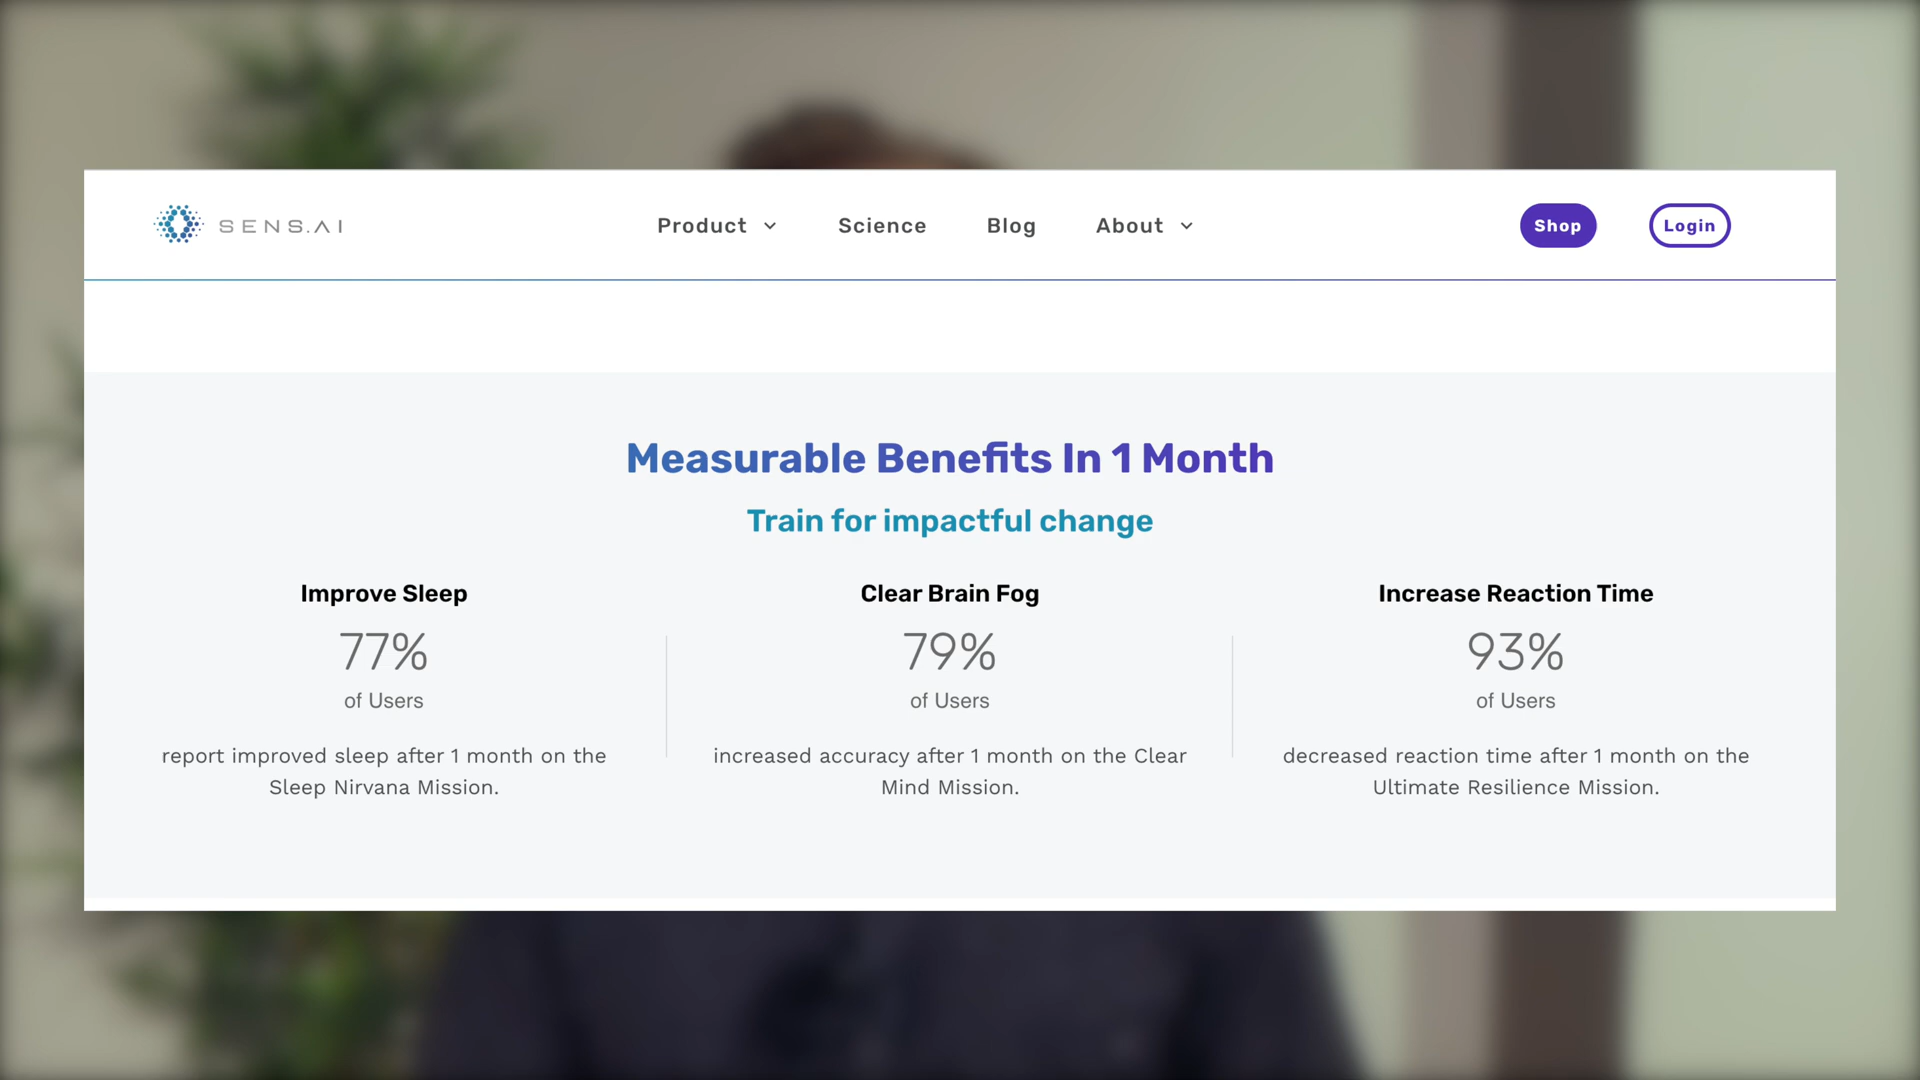 SENS.AI
Product
Science
Blog
About
Shop
Login
Measurable Benefits In 1 Month
Train for impactful change
Improve Sleep
77%
of Users
report improved sleep after 1 month on the
Sleep Nirvana Mission.
Clear Brain Fog
79%
of Users
increased accuracy after 1 month on the Clear
Mind Mission.
Increase Reaction Time
93%
of Users
decreased reaction time after 1 month on the
Ultimate Resilience Mission.